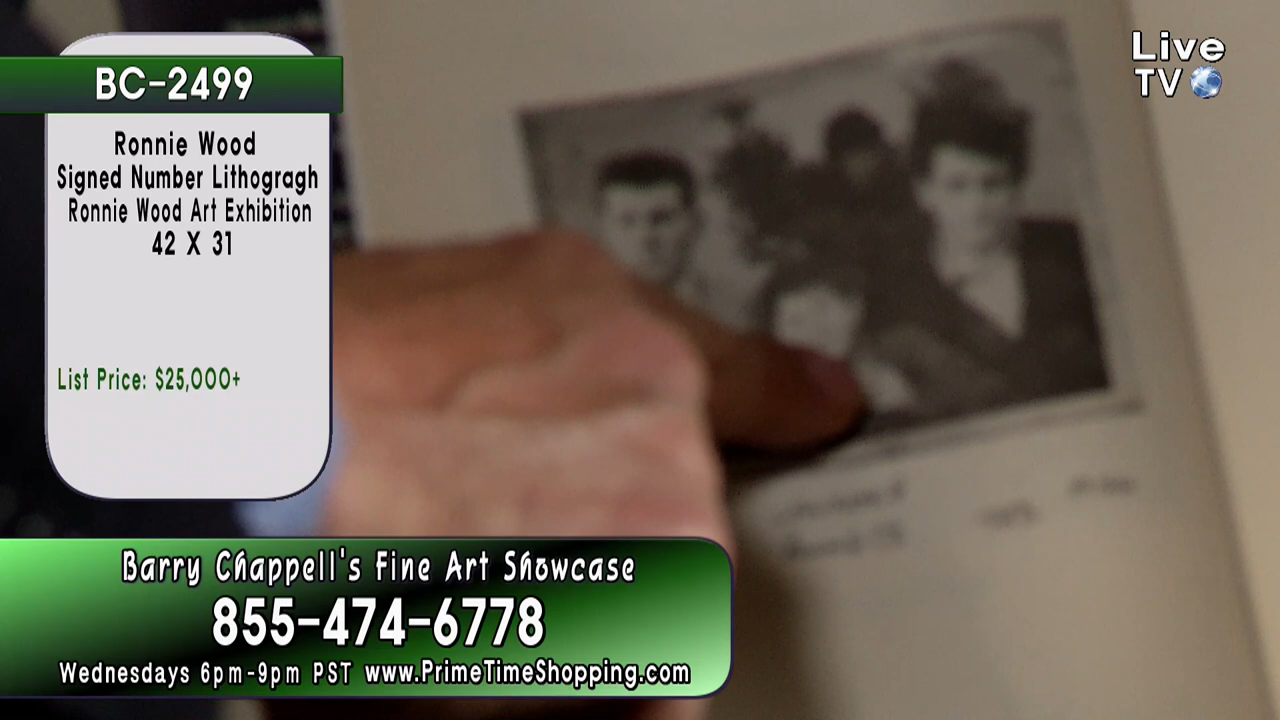 BC-2499
Ronnie Wood
Signed Number Lithogragh
Ronnie Wood Art Exhibition
42 X 31
List Price: $25,000+
Live
TV
Barry Chappell's Fine Art Showcase
855-474-6778
Wednesdays 6pm-9pm PST www.PrimeTimeShopping.com